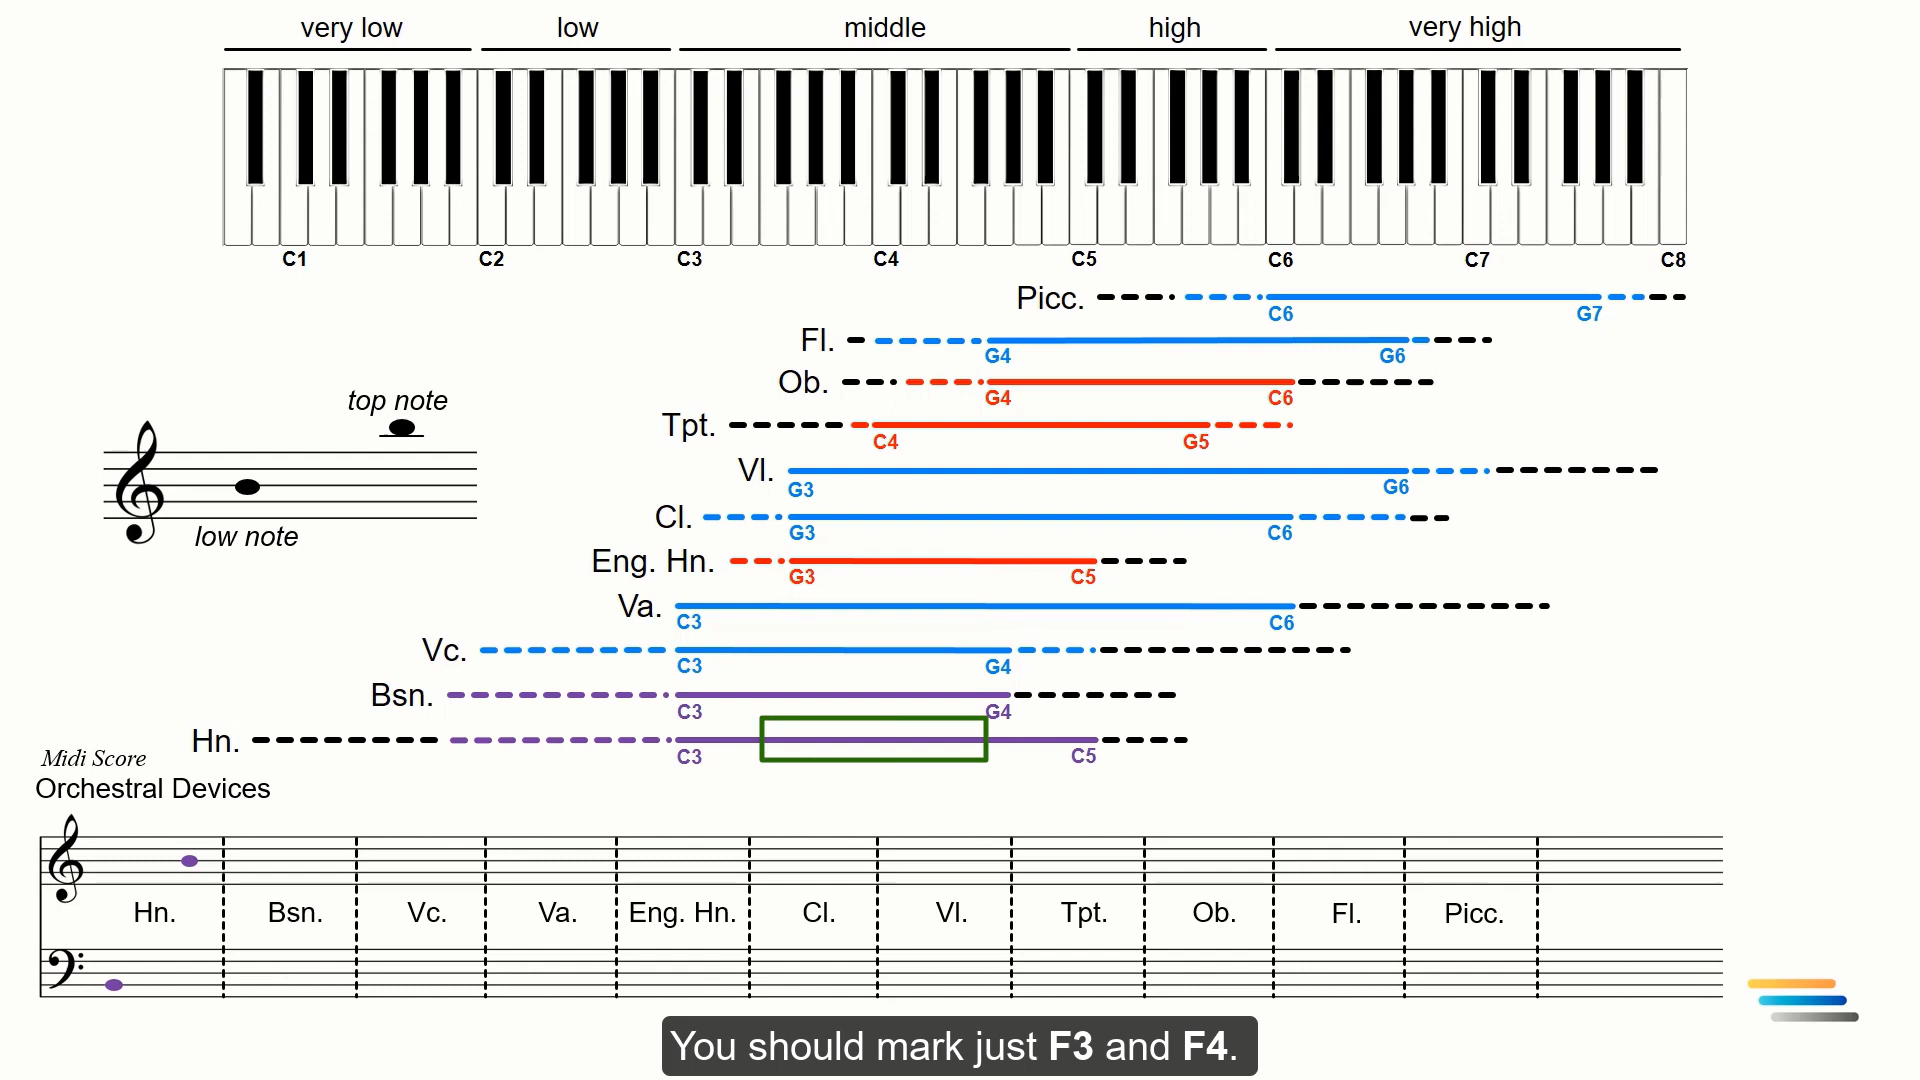 very low low middle high very high
C1 C2 C3 C4 C5 C6 C7 C8
Picc.
C6 G7
Fl.
G4 G6
Ob.
G4 C6
Tpt.
C4 G5
Vl.
G3 G6
Cl.
G3 C6
Eng. Hn.
G3 C5
Va.
C3 C6
Vc.
C3 G4
Bsn.
C3 G4
Hn.
C3 C5
top note
low note
Midi Score
Orchestral Devices
Hn. Bsn. Vc. Va. Eng. Hn. Cl. Vl. Tpt. Ob. Fl. Picc.
You should mark just F3 and F4.